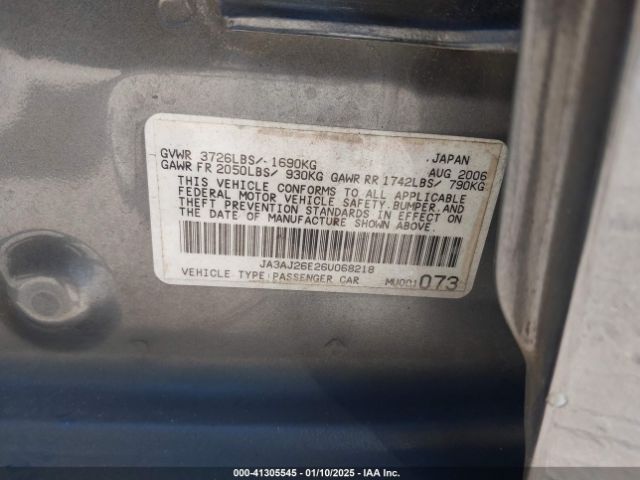 GVWR 3726LBS/ 1690KG JAPAN
GAWR FR 2050LBS/ 930KG GAWR RR 1742LBS/ 790KG AUG 2006
THIS VEHICLE CONFORMS TO ALL APPLICABLE
FEDERAL MOTOR VEHICLE SAFETY.BUMPER.AND
THEFT PREVENTION STANDARDS IN EFFECT ON
THE DATE OF MANUFACTURE SHOWN ABOVE.
JA3AJ26E26U068218
VEHICLE TYPE:PASSENGER CAR MU001073
000-41305545 - 01/10/2025 - IAA Inc.